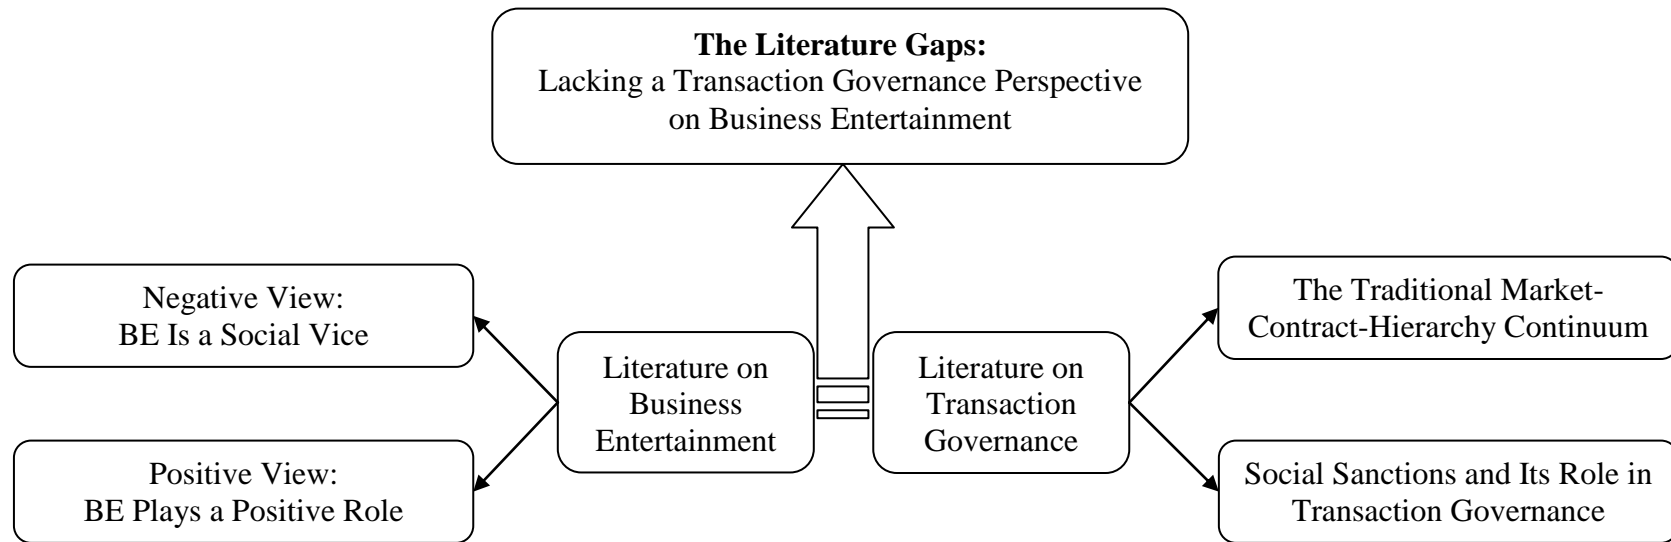 The Literature Gaps:
Lacking a Transaction Governance Perspective
on Business Entertainment
Negative View:
BE Is a Social Vice
Positive View:
BE Plays a Positive Role
Literature on
Business
Entertainment
Literature on
Transaction
Governance
The Traditional Market-
Contract-Hierarchy Continuum
Social Sanctions and Its Role in
Transaction Governance